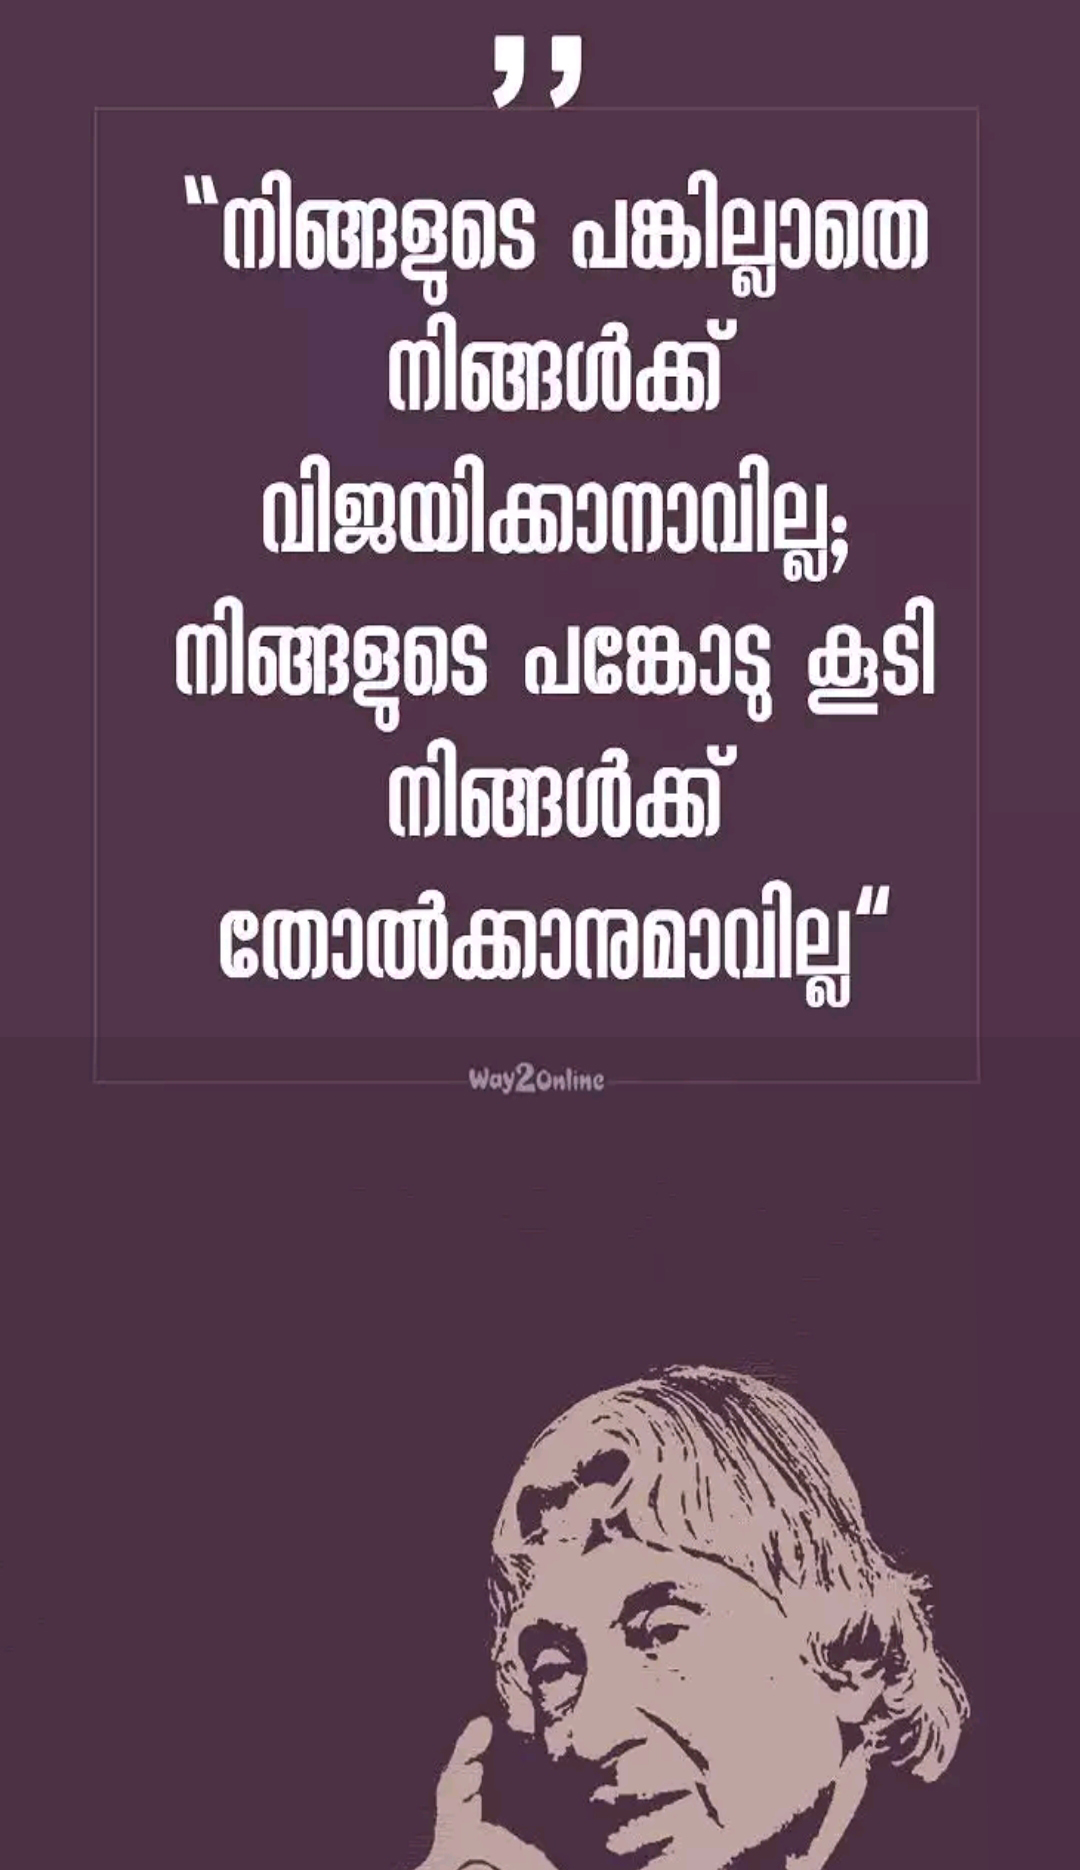 ”
“നിങ്ങളുടെ പങ്കില്ലാതെ
നിങ്ങൾക്ക്
വിജയിക്കാനാവില്ല;
നിങ്ങളുടെ പങ്കോടു കൂടി
നിങ്ങൾക്ക്
തോൽക്കാനുമാവില്ല“
Way2Online